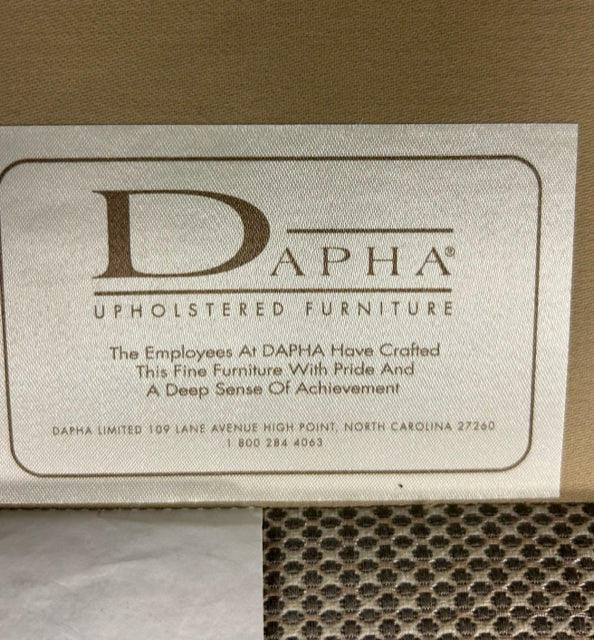 DAPHA®
UPHOLSTERED FURNITURE
The Employees At DAPHA Have Crafted
This Fine Furniture With Pride And
A Deep Sense Of Achievement
DAPHA LIMITED 109 LANE AVENUE HIGH POINT, NORTH CAROLINA 27260
1 800 284 4063